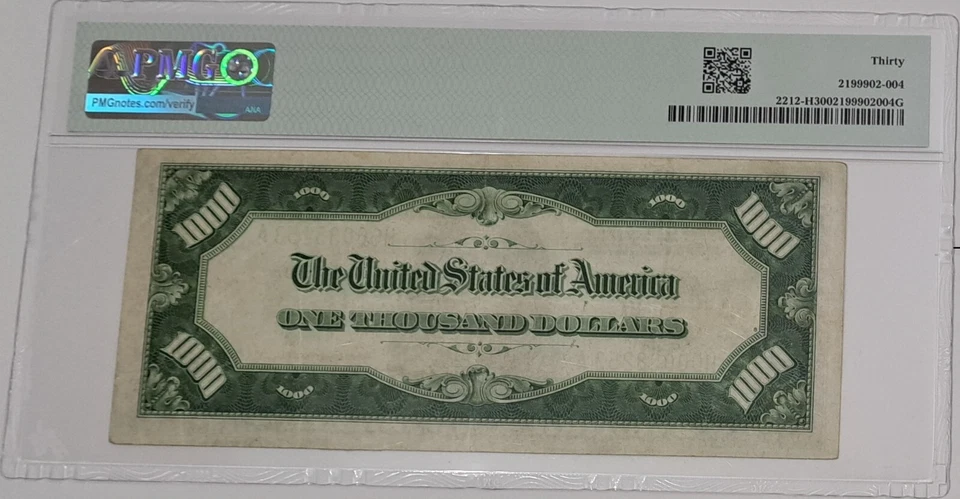 PMG
PMGnotes.com/verify
ANA
Thirty
2199902-004
2212-H3002199902004G
1000 1000 1000 1000
The United States of America
ONE THOUSAND DOLLARS
1000 1000 1000 1000